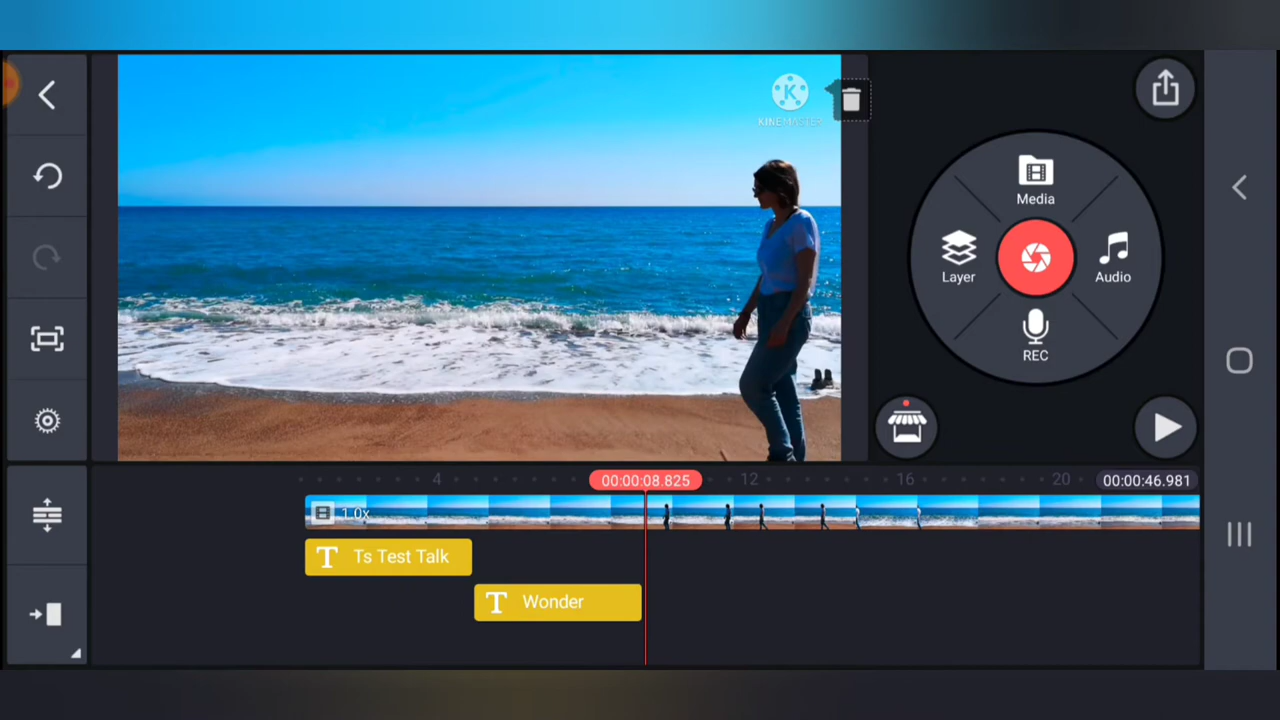 KINEMASTER
Media
Layer
Audio
REC
4
00:00:08.825
12
16
20
00:00:46.981
1.0x
T Ts Test Talk
T Wonder